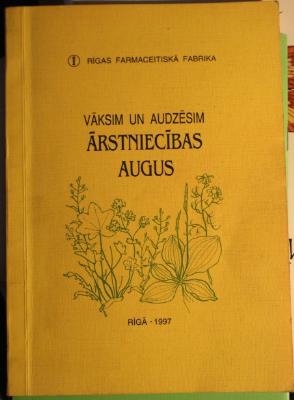 RĪGAS FARMACEITISKĀ FABRIKA
VĀKSIM UN AUDZĒSIM
ĀRSTNIECĪBAS
AUGUS
RĪGĀ · 1997